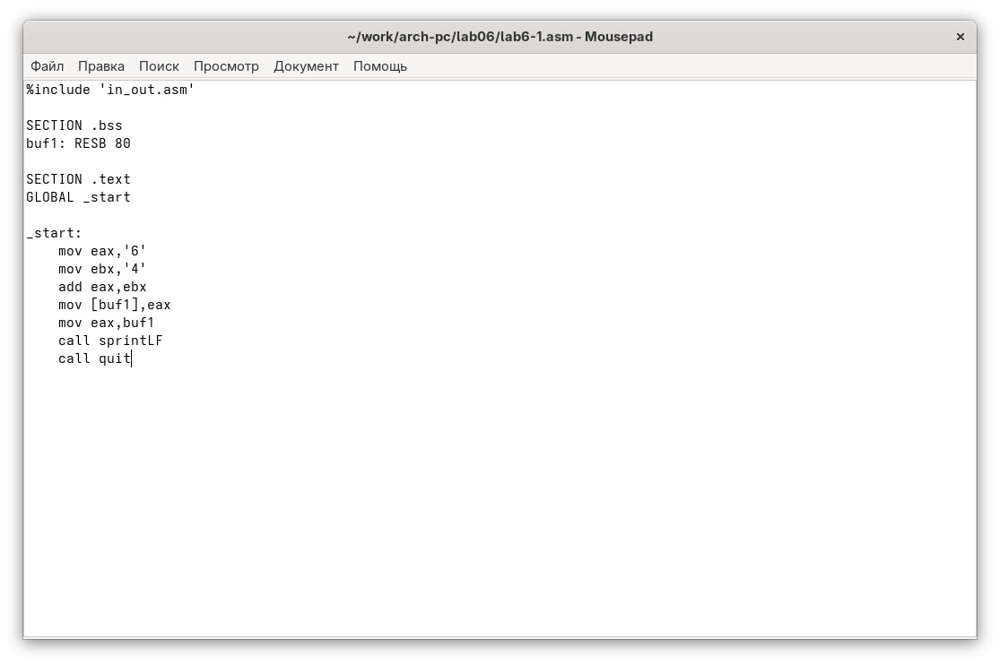 ~/work/arch-pc/lab06/lab6-1.asm - Mousepad
Файл Правка Поиск Просмотр Документ Помощь
%include 'in_out.asm'
SECTION .bss
buf1: RESB 80
SECTION .text
GLOBAL _start
_start:
    mov eax,'6'
    mov ebx,'4'
    add eax,ebx
    mov [buf1],eax
    mov eax,buf1
    call sprintLF
    call quit